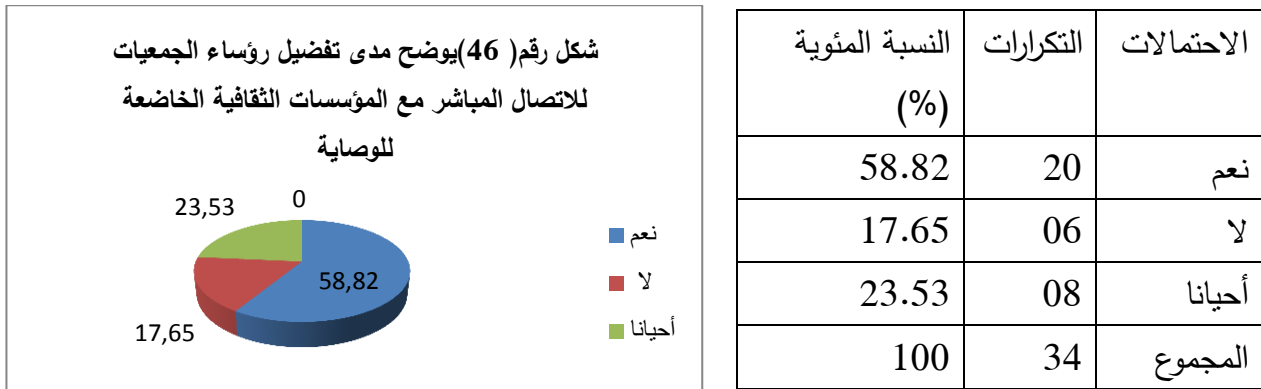 شكل رقم( 46)يوضح مدى تفضيل رؤساء الجمعيات
للاتصال المباشر مع المؤسسات الثقافية الخاضعة
للوصاية
0
23,53
58,82
17,65
نعم
لا
أحيانا
الاحتمالات التكرارات النسبة المئوية
(%)
نعم 20 58.82
لا 06 17.65
أحيانا 08 23.53
المجموع 34 100